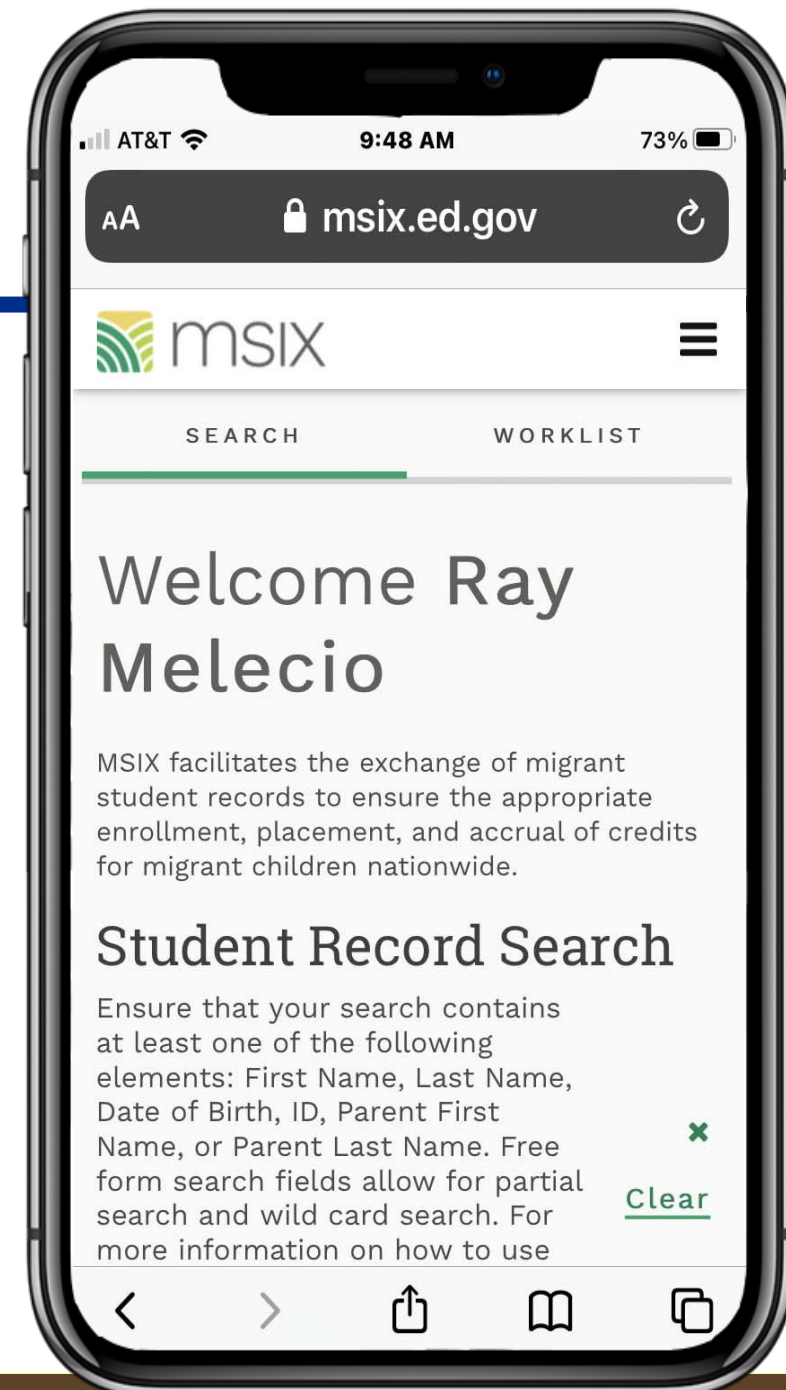 AT&T 9:48 AM 73%
AA msix.ed.gov
msix
SEARCH WORKLIST
Welcome Ray
Melecio
MSIX facilitates the exchange of migrant
student records to ensure the appropriate
enrollment, placement, and accrual of credits
for migrant children nationwide.
Student Record Search
Ensure that your search contains
at least one of the following
elements: First Name, Last Name,
Date of Birth, ID, Parent First
Name, or Parent Last Name. Free
form search fields allow for partial
search and wild card search. For
more information on how to use
Clear